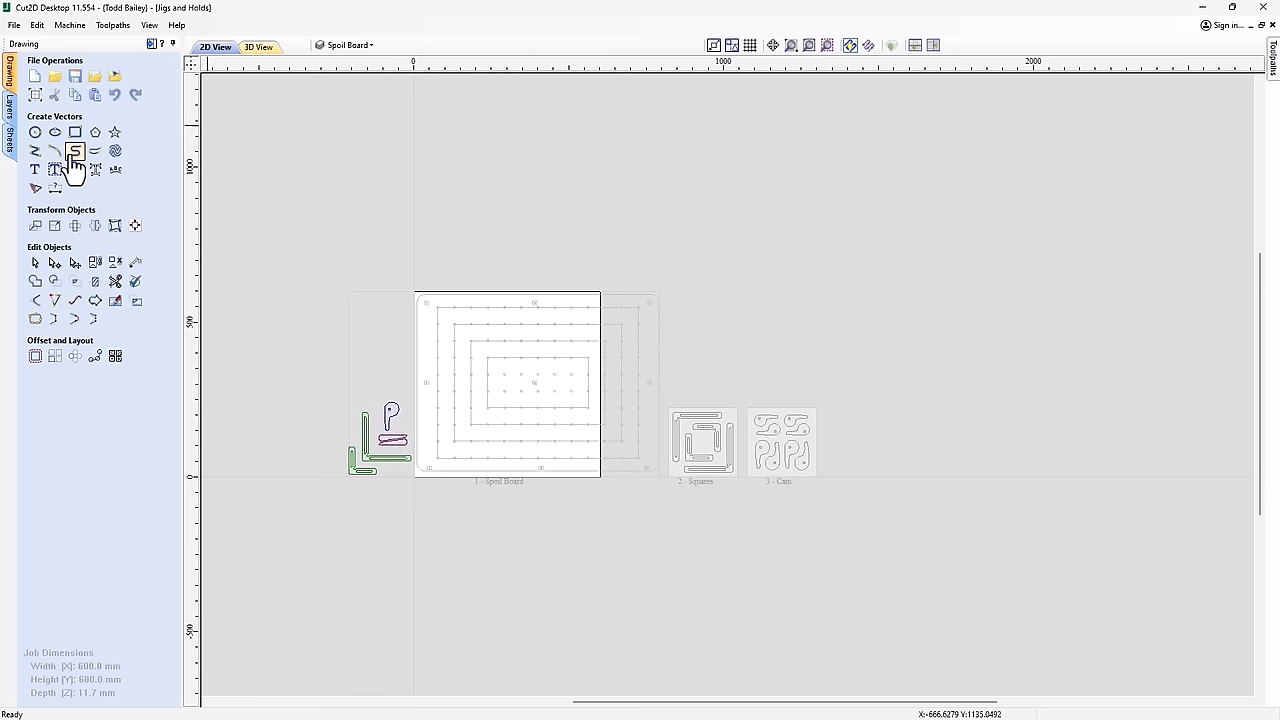 Cut2D Desktop 11.554 - {Todd Bailey} - [Jigs and Holds]
File Edit Machine Toolpaths View Help
Sign in...
Drawing
2D View 3D View Spoil Board
Drawing
Layers
Sheets
Toolpaths
File Operations
Create Vectors
Transform Objects
Edit Objects
Offset and Layout
0 1000 2000
1000
500
0
-500
1 - Spoil Board
2 - Squares
3 - Cam
Job Dimensions
Width (X): 600.0 mm
Height (Y): 600.0 mm
Depth (Z): 11.7 mm
Ready
X:-666.6279 Y:1135.0492